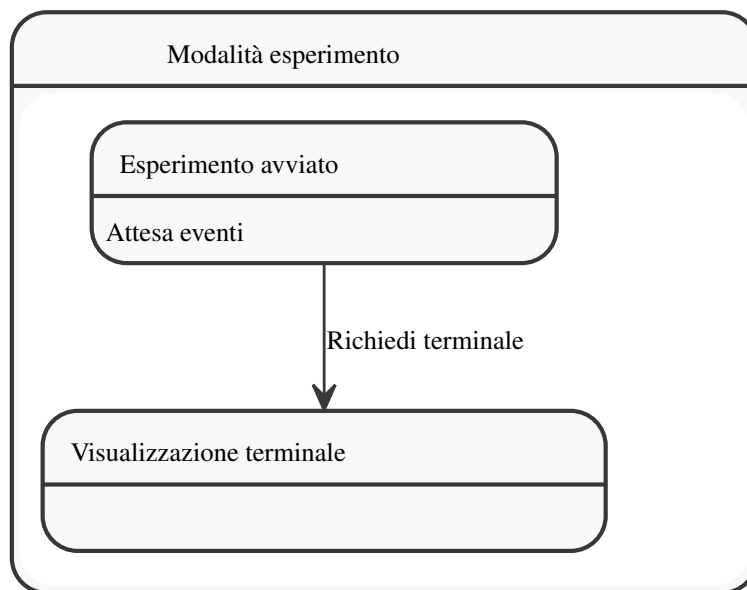 Modalità esperimento
Esperimento avviato
Attesa eventi
Richiedi terminale
Visualizzazione terminale